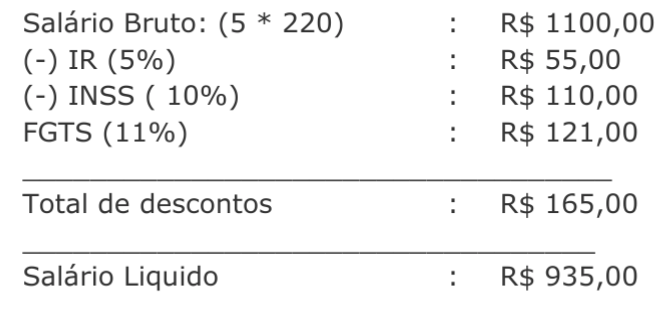 Salário Bruto: (5 * 220) : R$ 1100,00
(-) IR (5%) : R$ 55,00
(-) INSS ( 10%) : R$ 110,00
FGTS (11%) : R$ 121,00
Total de descontos : R$ 165,00
Salário Liquido : R$ 935,00